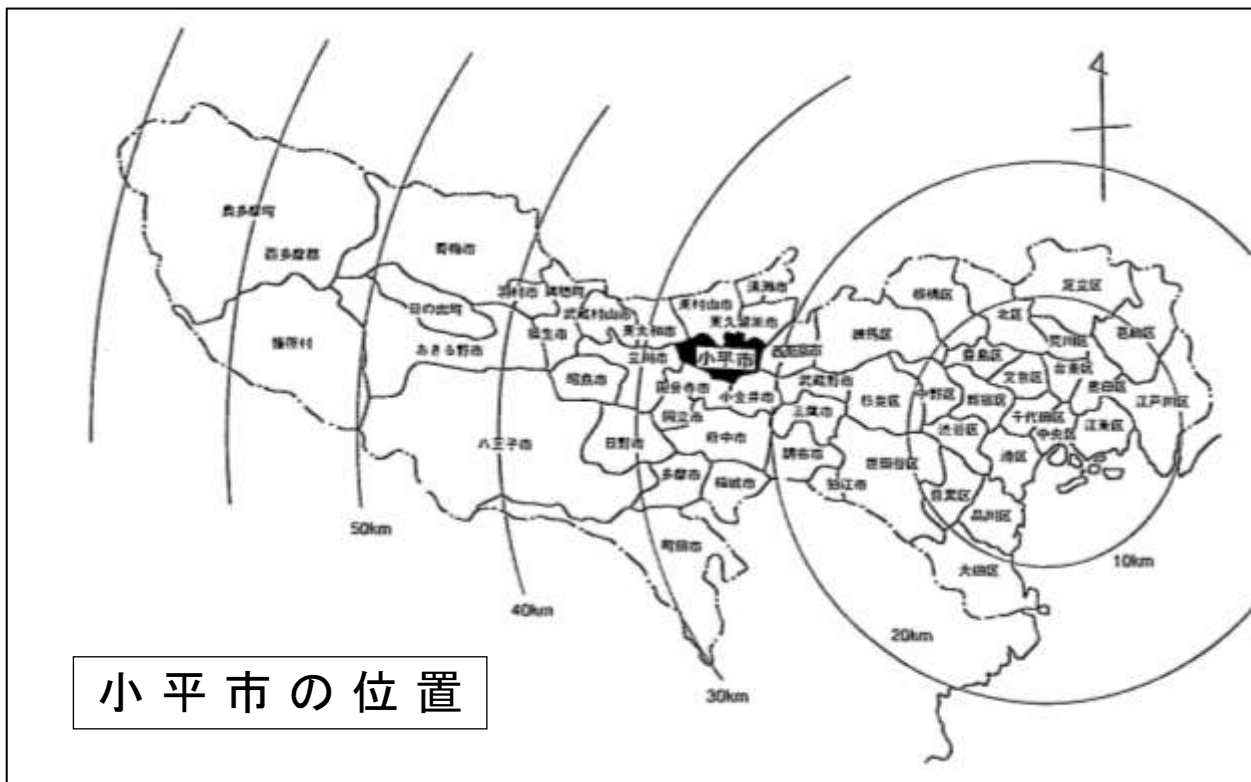 奥多摩町
西多摩郡
青梅市
檜原村
日の出町
あきる野市
羽村市
瑞穂町
武蔵村山市
福生市
東大和市
東村山市
清瀬市
東久留米市
立川市
小平市
西東京市
昭島市
国分寺市
小金井市
武蔵野市
国立市
三鷹市
八王子市
日野市
府中市
調布市
多摩市
稲城市
狛江市
町田市
練馬区
板橋区
北区
足立区
葛飾区
荒川区
豊島区
文京区
台東区
墨田区
江戸川区
杉並区
中野区
新宿区
千代田区
渋谷区
中央区
江東区
港区
世田谷区
目黒区
品川区
大田区
50km
40km
30km
20km
10km
小平市の位置